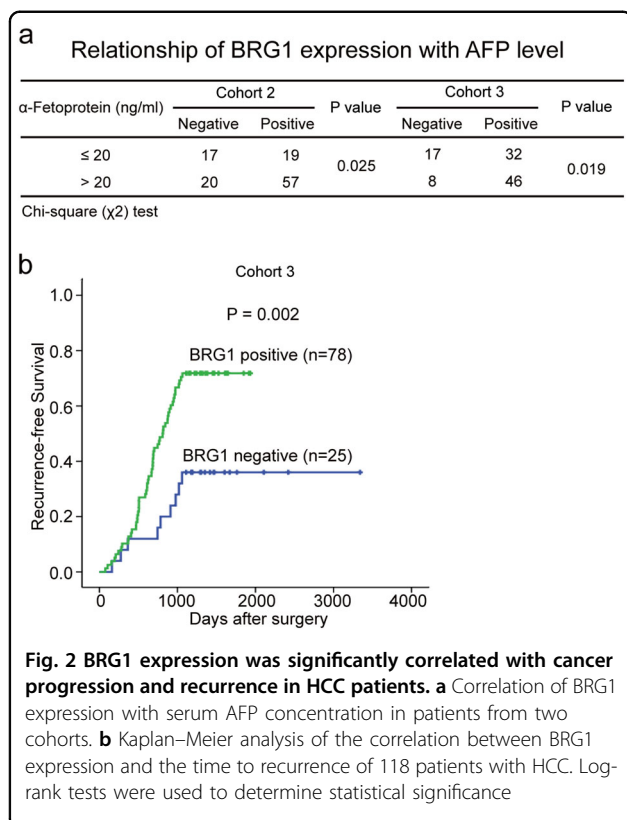 a
Relationship of BRG1 expression with AFP level
α-Fetoprotein (ng/ml) Cohort 2 P value Cohort 3 P value
Negative Positive Negative Positive
≤ 20 17 19 0.025 17 32 0.019
> 20 20 57 8 46
Chi-square (χ2) test
b
Cohort 3
P = 0.002
BRG1 positive (n=78)
BRG1 negative (n=25)
Recurrence-free Survival
1.0
0.8
0.6
0.4
0.2
0.0
0 1000 2000 3000 4000
Days after surgery
Fig. 2 BRG1 expression was significantly correlated with cancer
progression and recurrence in HCC patients. a Correlation of BRG1
expression with serum AFP concentration in patients from two
cohorts. b Kaplan–Meier analysis of the correlation between BRG1
expression and the time to recurrence of 118 patients with HCC. Log-
rank tests were used to determine statistical significance